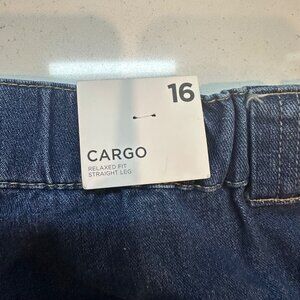 16
CARGO
RELAXED FIT
STRAIGHT LEG